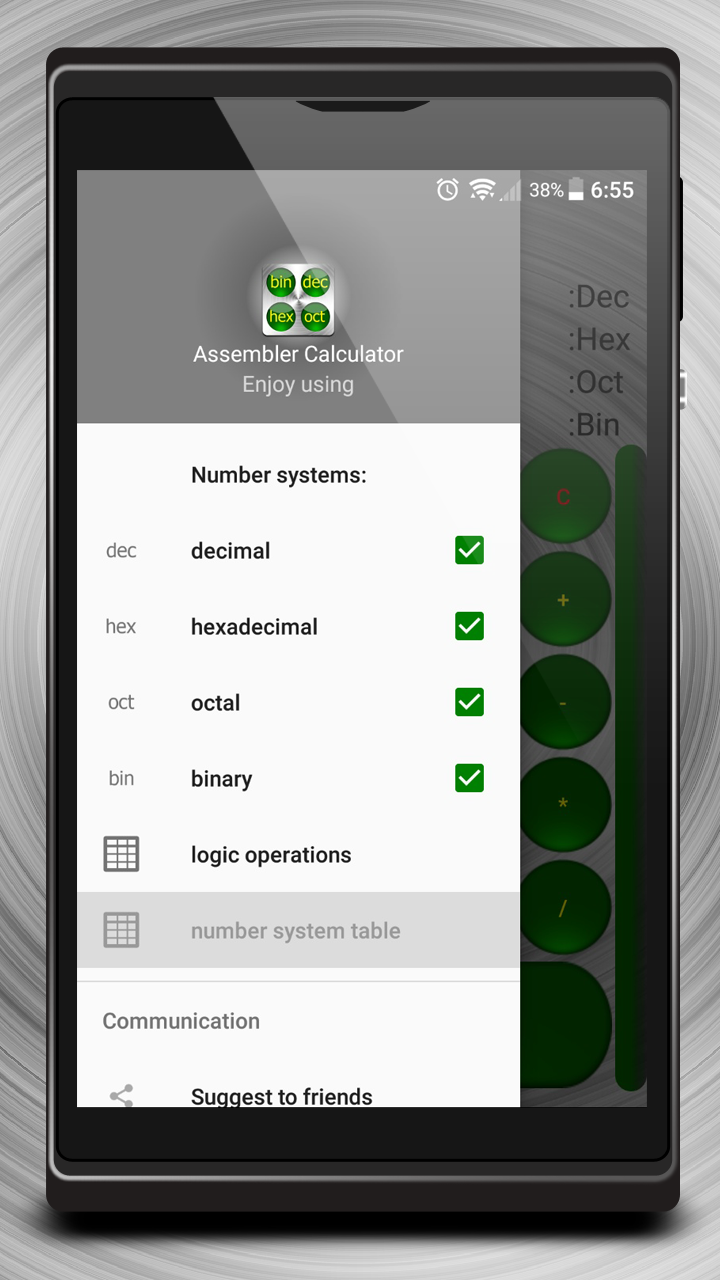 38% 6:55
bin dec
hex oct
Assembler Calculator
Enjoy using
:Dec
:Hex
:Oct
:Bin
Number systems:
dec decimal
hex hexadecimal
oct octal
bin binary
logic operations
number system table
Communication
Suggest to friends
C
+
-
*
/